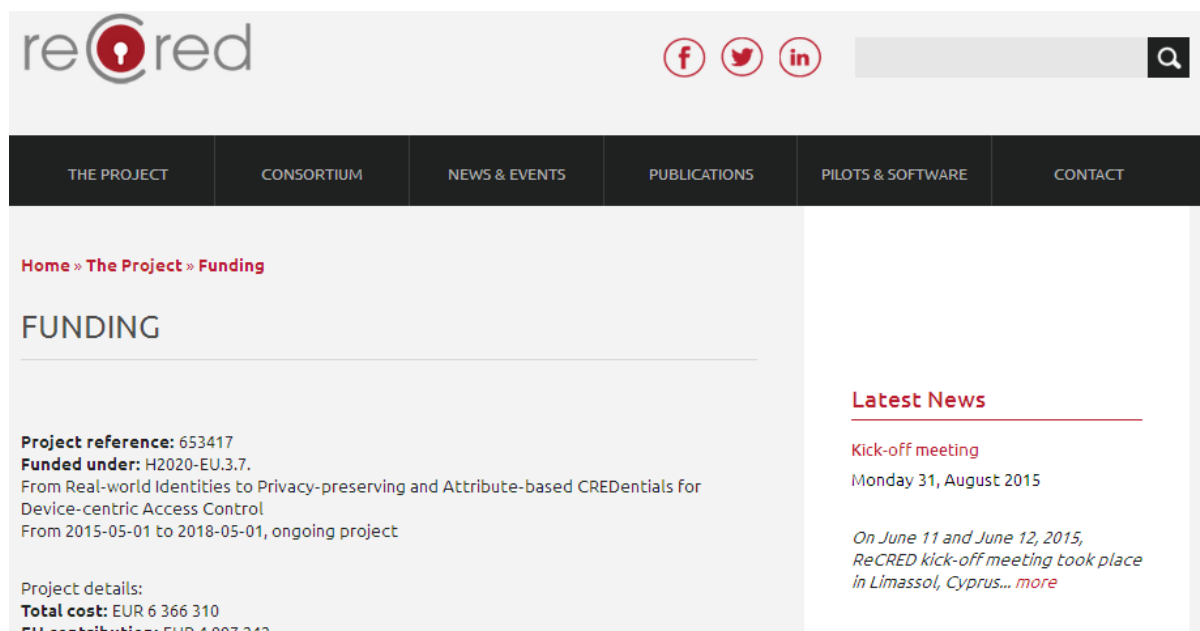 reCred
THE PROJECT
CONSORTIUM
NEWS & EVENTS
PUBLICATIONS
PILOTS & SOFTWARE
CONTACT
Home » The Project » Funding
FUNDING
Project reference: 653417
Funded under: H2020-EU.3.7.
From Real-world Identities to Privacy-preserving and Attribute-based CREDentials for
Device-centric Access Control
From 2015-05-01 to 2018-05-01, ongoing project
Project details:
Total cost: EUR 6 366 310
Latest News
Kick-off meeting
Monday 31, August 2015
On June 11 and June 12, 2015,
ReCRED kick-off meeting took place
in Limassol, Cyprus... more